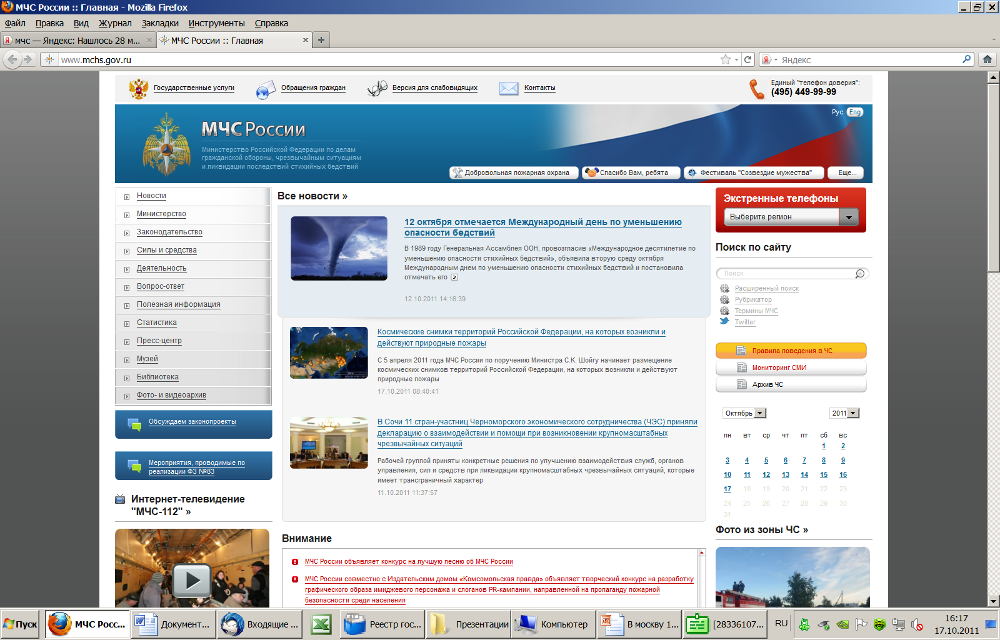 МЧС России :: Главная - Mozilla Firefox
Файл Правка Вид Журнал Закладки Инструменты Справка
мчс — Яндекс: Нашлось 28 м...
МЧС России :: Главная
www.mchs.gov.ru
Яндекс
Государственные услуги
Обращения граждан
Версия для слабовидящих
Контакты
Единый "телефон доверия":
(495) 449-99-99
Рус Eng
МЧС России
Министерство Российской Федерации по делам
гражданской обороны, чрезвычайным ситуациям
и ликвидации последствий стихийных бедствий
Добровольная пожарная охрана
Спасибо Вам, ребята
Фестиваль "Созвездие мужества"
Еще...
Новости
Министерство
Законодательство
Силы и средства
Деятельность
Вопрос-ответ
Полезная информация
Статистика
Пресс-центр
Музей
Библиотека
Фото- и видеоархив
Обсуждаем законопроекты
Мероприятия, проводимые по
реализации ФЗ №83
Интернет-телевидение
"МЧС-112" »
Все новости »
12 октября отмечается Международный день по уменьшению
опасности бедствий
В 1989 году Генеральная Ассамблея ООН, провозгласив «Международное десятилетие по
уменьшению опасности стихийных бедствий», объявила вторую среду октября
Международным днем по уменьшению опасности стихийных бедствий и постановила
отмечать его »
12.10.2011 14:16:39
Космические снимки территорий Российской Федерации, на которых возникли и
действуют природные пожары
С 5 апреля 2011 года МЧС России по поручению Министра С.К. Шойгу начинает размещение
космических снимков территорий Российской Федерации, на которых возникли и действуют
природные пожары
17.10.2011 08:40:41
В Сочи 11 стран-участниц Черноморского экономического сотрудничества (ЧЭС) приняли
декларацию о взаимодействии и помощи при возникновении крупномасштабных
чрезвычайных ситуаций
Рабочей группой приняты конкретные решения по улучшению взаимодействия служб, органов
управления, сил и средств при ликвидации крупномасштабных чрезвычайных ситуаций, которые
имеет трансграничный характер
11.10.2011 11:37:57
Внимание
МЧС России объявляет конкурс на лучшую песню об МЧС России
МЧС России совместно с Издательским домом «Комсомольская правда» объявляет творческий конкурс на разработку
графического образа имиджевого персонажа и слоганов PR-кампании, направленной на пропаганду пожарной
безопасности среди населения
Экстренные телефоны
Выберите регион
Поиск по сайту
Поиск
Расширенный поиск
Рубрикатор
Термины МЧС
Twitter
Правила поведения в ЧС
Мониторинг СМИ
Архив ЧС
Октябрь 2011
пн вт ср чт пт сб вс
1 2
3 4 5 6 7 8 9
10 11 12 13 14 15 16
17 18 19 20 21 22 23
24 25 26 27 28 29 30
31
Фото из зоны ЧС »
Пуск
МЧС Росс...
Документ...
Входящие ...
Реестр гос...
Презентации
Компьютер
В москву 1...
[28336107...
RU
16:17
17.10.2011